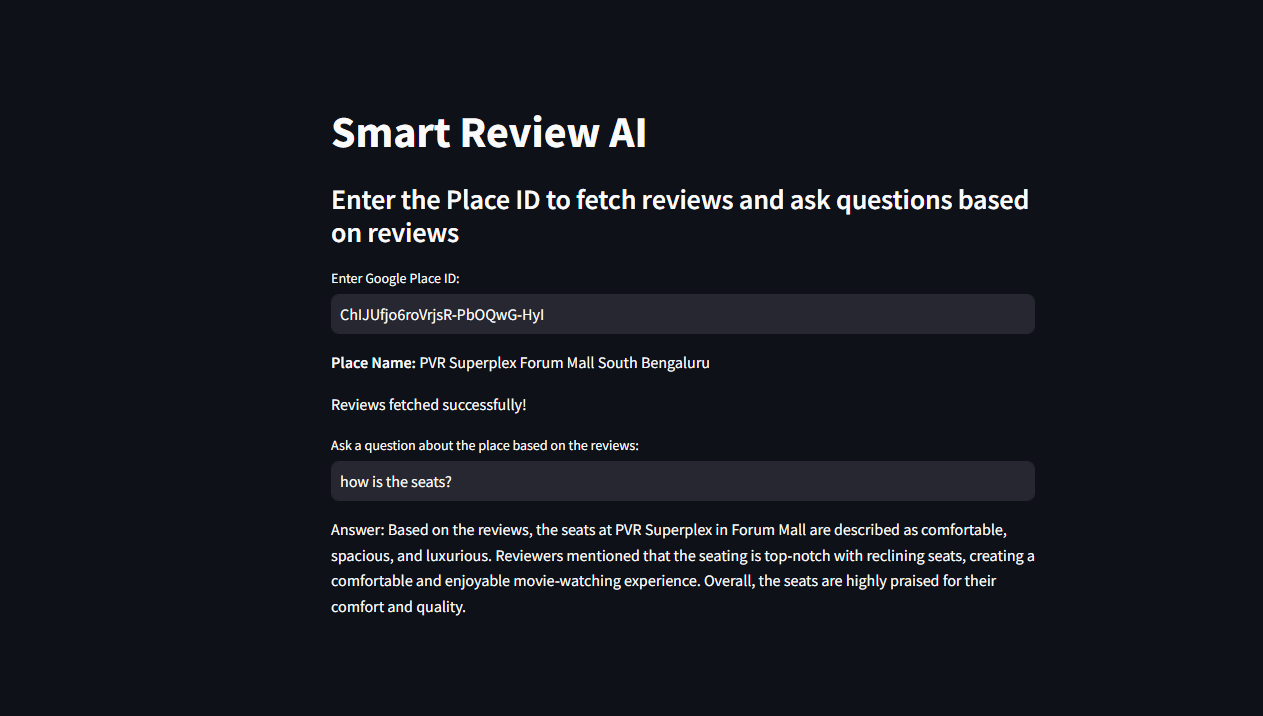 Smart Review AI
Enter the Place ID to fetch reviews and ask questions based
on reviews
Enter Google Place ID:
ChIJUfjo6roVrjsR-PbOQwG-HyI
Place Name: PVR Superplex Forum Mall South Bengaluru
Reviews fetched successfully!
Ask a question about the place based on the reviews:
how is the seats?
Answer: Based on the reviews, the seats at PVR Superplex in Forum Mall are described as comfortable,
spacious, and luxurious. Reviewers mentioned that the seating is top-notch with reclining seats, creating a
comfortable and enjoyable movie-watching experience. Overall, the seats are highly praised for their
comfort and quality.